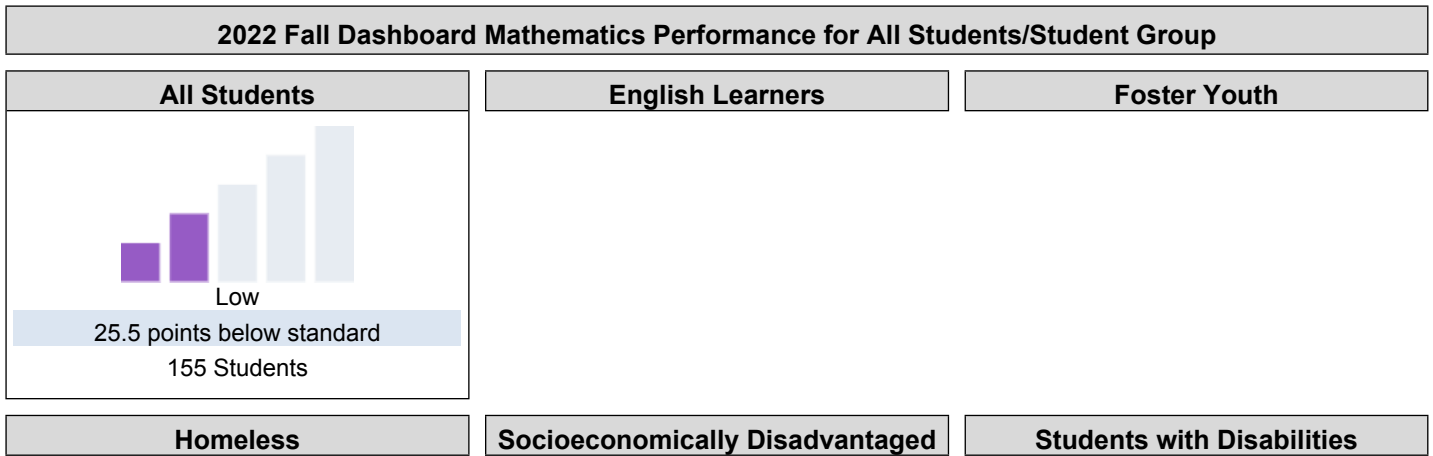 2022 Fall Dashboard Mathematics Performance for All Students/Student Group
All Students
English Learners
Foster Youth
Low
25.5 points below standard
155 Students
Homeless
Socioeconomically Disadvantaged
Students with Disabilities